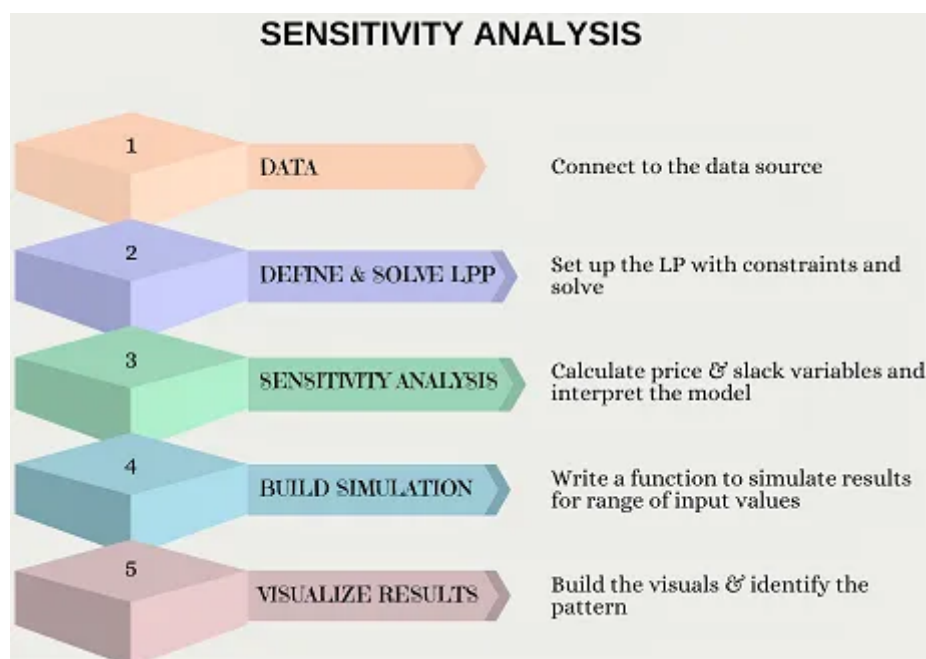 SENSITIVITY ANALYSIS
1
DATA
Connect to the data source
2
DEFINE & SOLVE LPP
Set up the LP with constraints and
solve
3
SENSITIVITY ANALYSIS
Calculate price & slack variables and
interpret the model
4
BUILD SIMULATION
Write a function to simulate results
for range of input values
5
VISUALIZE RESULTS
Build the visuals & identify the
pattern